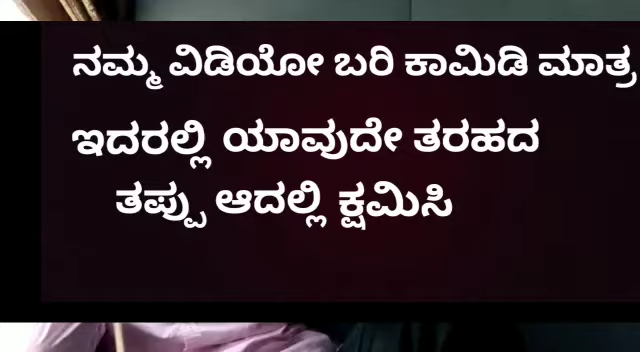 ನಮ್ಮ ವಿಡಿಯೋ ಬರಿ ಕಾಮಿಡಿ ಮಾತ್ರ
ಇದರಲ್ಲಿ ಯಾವುದೇ ತರಹದ
ತಪ್ಪು ಆದಲ್ಲಿ ಕ್ಷಮಿಸಿ